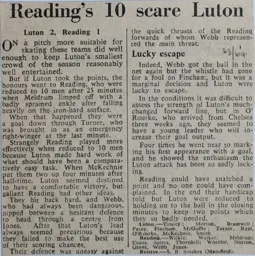 Reading's 10 scare Luton
Luton 2, Reading 1
ON a pitch more suitable for
skating these teams did well
enough to keep Luton's smallest
crowd of the season reasonably
well entertained.
But if Luton took the points, the
honours went to Reading, who were
reduced to 10 men after 25 minutes
when Meldrum limped off with a
badly sprained ankle after falling
heavily on the iron-hard surface.
When that happened they were
a goal down through Turner, who
was brought in as an emergency
right-winger at the last minute.
Strangely Reading played more
effectively when reduced to 10 men
because Luton made hard work of
what should have been a compara-
tively easy task. When McKechnie
put them two up four minutes after
half-time, Luton seemed destined
to have a comfortable victory, but
gallant Reading had other ideas.
They hit back hard, and Webb,
who had always been dangerous,
nipped between a hesitant defence
to head through a centre from
Jones. After that Luton's lead
always seemed precarious because
they failed to make the best use of
their scoring chances.
Their defence was uneasy against
the quick thrusts of the Reading
forwards of whom Webb represen-
ted the main threat.
Lucky escape
Indeed, Webb got the ball in the
net again but the whistle had gone
for a foul on Fincham. But it was a
marginal decision and Luton were
lucky to escape.
In the conditions it was difficult to
assess the strength of Luton's much-
changed forward line, but in O'
Rourke, signed from Chelsea
three weeks ago, they seemed to
have a young leader who will in-
crease their goal output.
Four times he went near to mark-
ing his first appearance with a goal,
and he showed the enthusiasm the
Luton attack has been so sadly lack-
ing.
Reading could have snatched a
point and no one could have com-
plained. In the end their handicap
told but Luton were reduced to
holding on to the ball in the closing
minutes to keep two points which
they so badly needed.